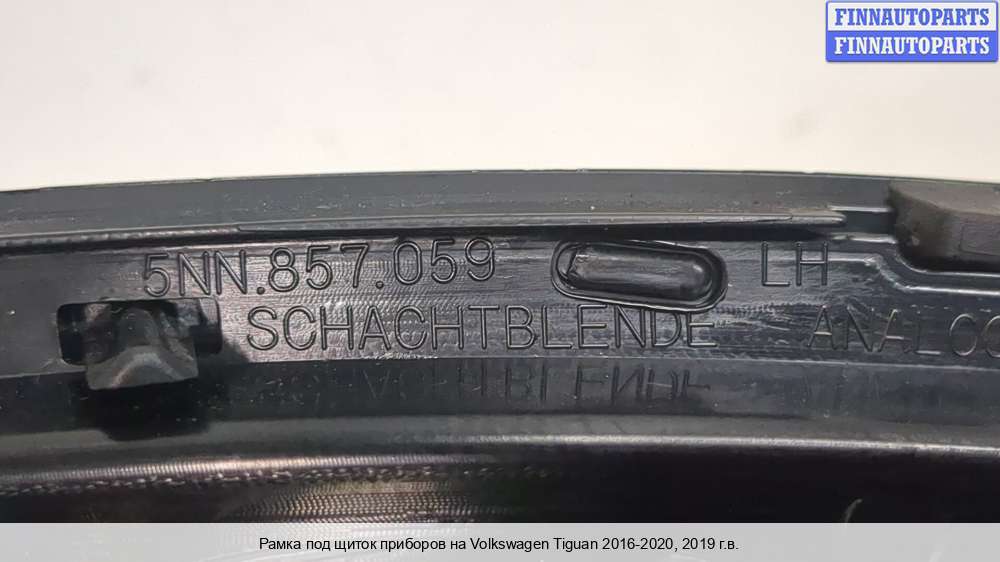 FINNAUTOPARTS
FINNAUTOPARTS
5NN.857.059 LH
SCHACHTBLENDE
Рамка под щиток приборов на Volkswagen Tiguan 2016-2020, 2019 г.в.